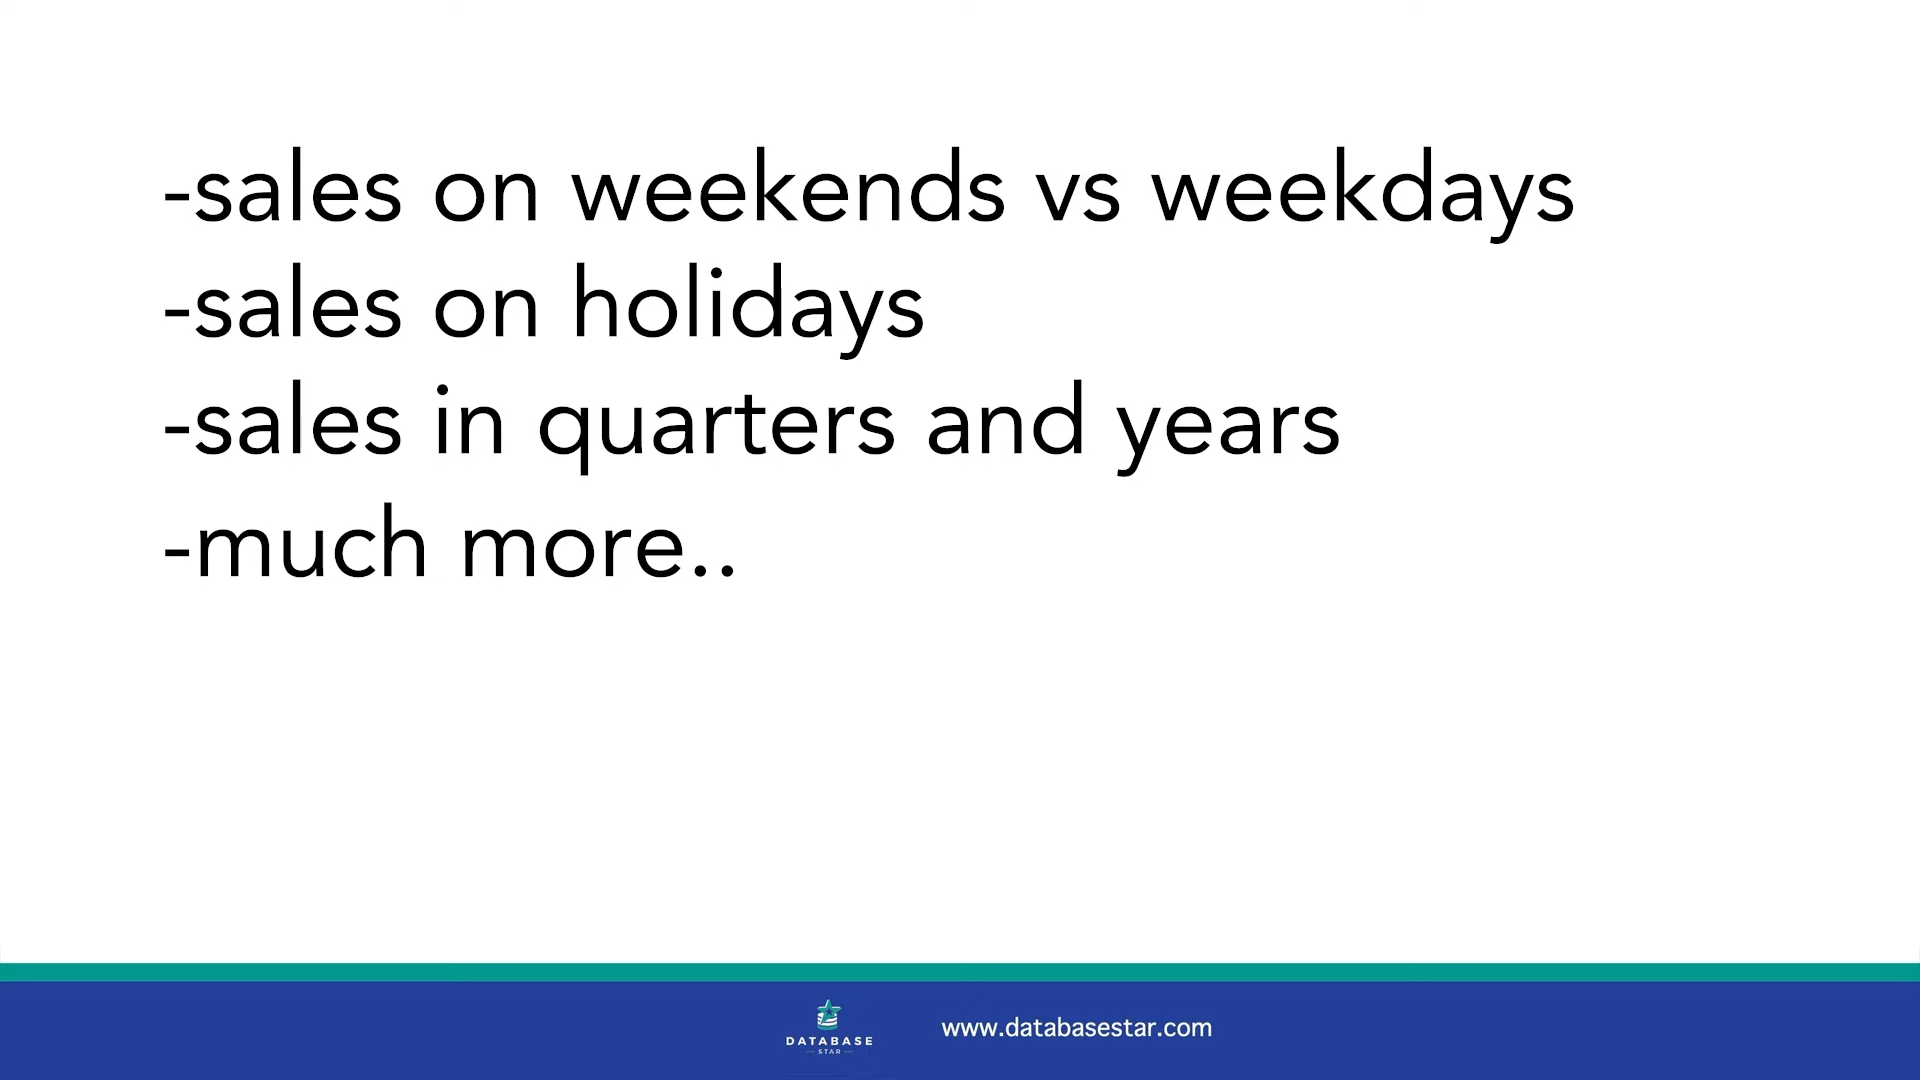 -sales on weekends vs weekdays
-sales on holidays
-sales in quarters and years
-much more..
DATABASE
STAR
www.databasestar.com